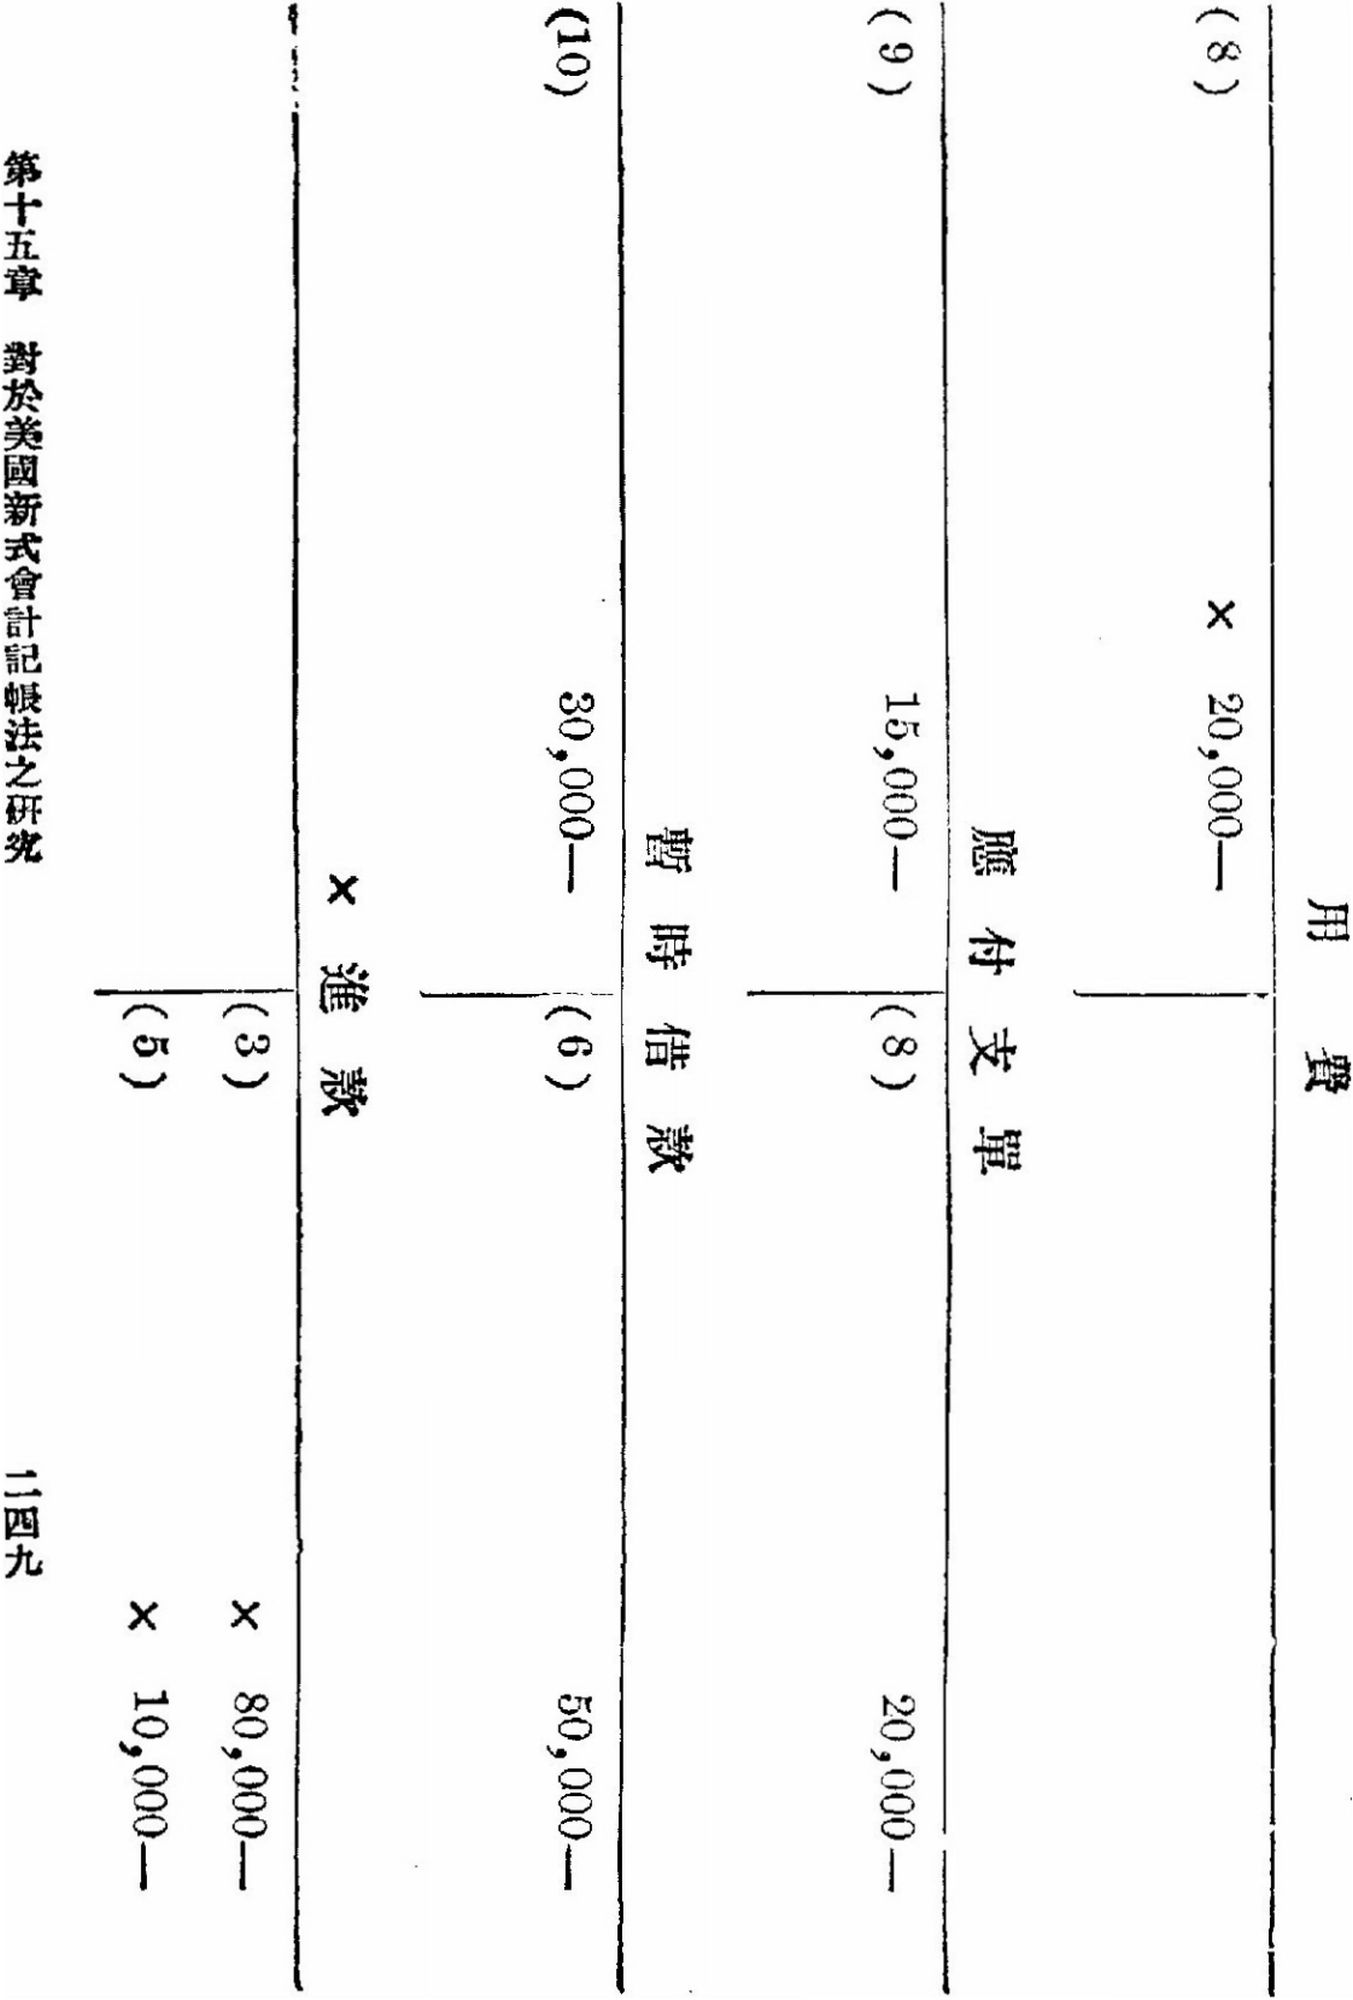 用費
(8) × 20,000—
應付支單
(9) 15,000— (8) 20,000—
暫時借款
(10) 30,000— (6) 50,000—
× 進款
(3) × 80,000—
(5) × 10,000—
第十五章 對於美國新式會計記帳法之研究 二四九